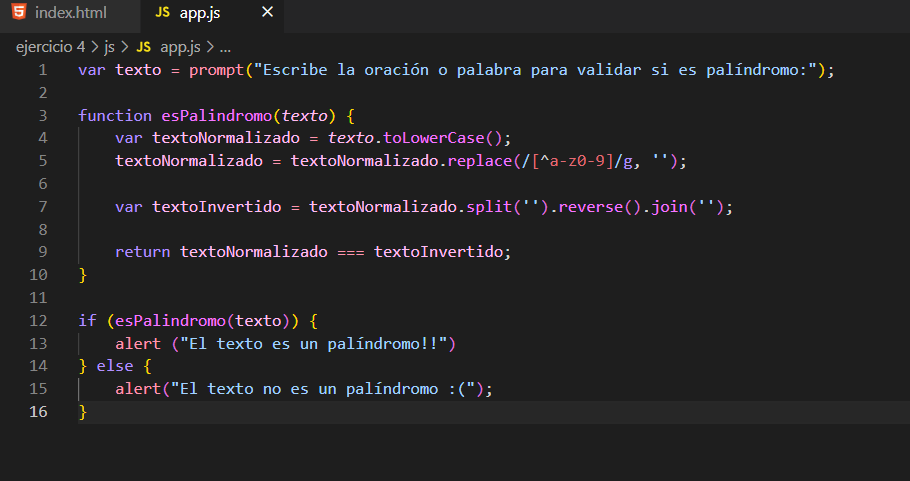 index.html JS app.js ×
ejercicio 4 > js > JS app.js > ...
1 var texto = prompt("Escribe la oración o palabra para validar si es palíndromo:");
2
3 function esPalindromo(texto) {
4     var textoNormalizado = texto.toLowerCase();
5     textoNormalizado = textoNormalizado.replace(/[^a-z0-9]/g, '');
6
7     var textoInvertido = textoNormalizado.split('').reverse().join('');
8
9     return textoNormalizado === textoInvertido;
10 }
11
12 if (esPalindromo(texto)) {
13     alert ("El texto es un palíndromo!!")
14 } else {
15     alert("El texto no es un palíndromo :(");
16 }